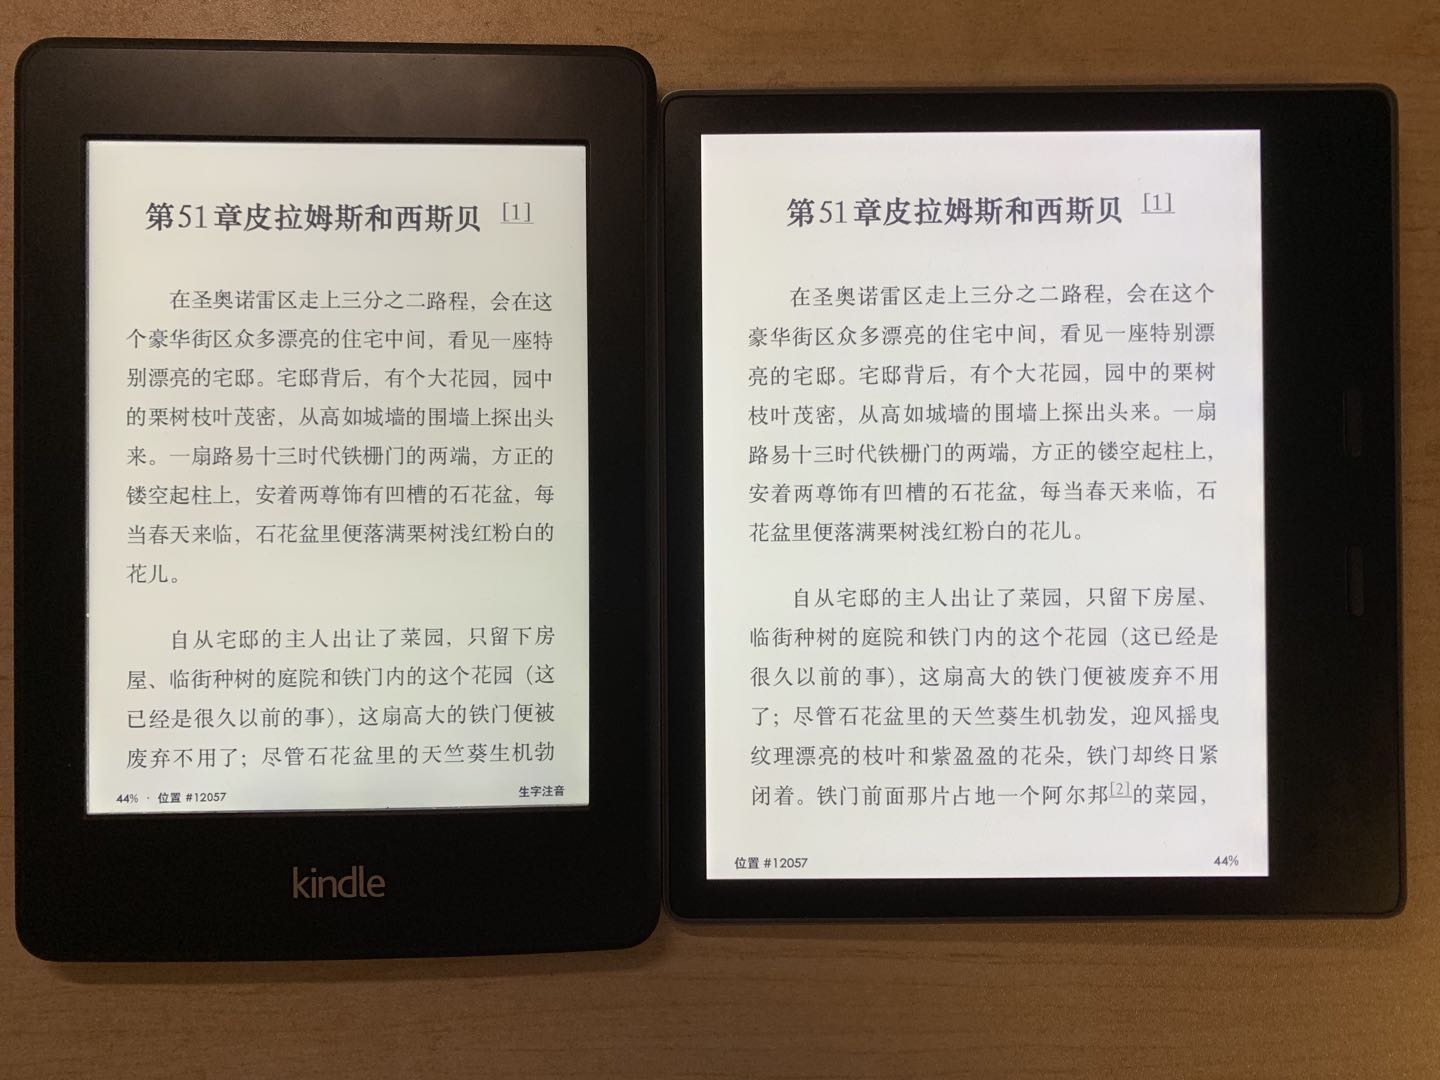 第51章皮拉姆斯和西斯贝 [1]
在圣奥诺雷区走上三分之二路程，会在这
个豪华街区众多漂亮的住宅中间，看见一座特
别漂亮的宅邸。宅邸背后，有个大花园，园中
的栗树枝叶茂密，从高如城墙的围墙上探出头
来。一扇路易十三时代铁栅门的两端，方正的
镂空起柱上，安着两尊饰有凹槽的石花盆，每
当春天来临，石花盆里便落满栗树浅红粉白的
花儿。
自从宅邸的主人出让了菜园，只留下房
屋、临街种树的庭院和铁门内的这个花园（这
已经是很久以前的事），这扇高大的铁门便被
废弃不用了；尽管石花盆里的天竺葵生机勃
44% · 位置 #12057 生字注音
kindle
第51章皮拉姆斯和西斯贝 [1]
在圣奥诺雷区走上三分之二路程，会在这个
豪华街区众多漂亮的住宅中间，看见一座特别漂
亮的宅邸。宅邸背后，有个大花园，园中的栗树
枝叶茂密，从高如城墙的围墙上探出头来。一扇
路易十三时代铁栅门的两端，方正的镂空起柱上，
安着两尊饰有凹槽的石花盆，每当春天来临，石
花盆里便落满栗树浅红粉白的花儿。
自从宅邸的主人出让了菜园，只留下房屋、
临街种树的庭院和铁门内的这个花园（这已经是
很久以前的事），这扇高大的铁门便被废弃不用
了；尽管石花盆里的天竺葵生机勃发，迎风摇曳
纹理漂亮的枝叶和紫盈盈的花朵，铁门却终日紧
闭着。铁门前面那片占地一个阿尔邦[2]的菜园，
位置 #12057 44%